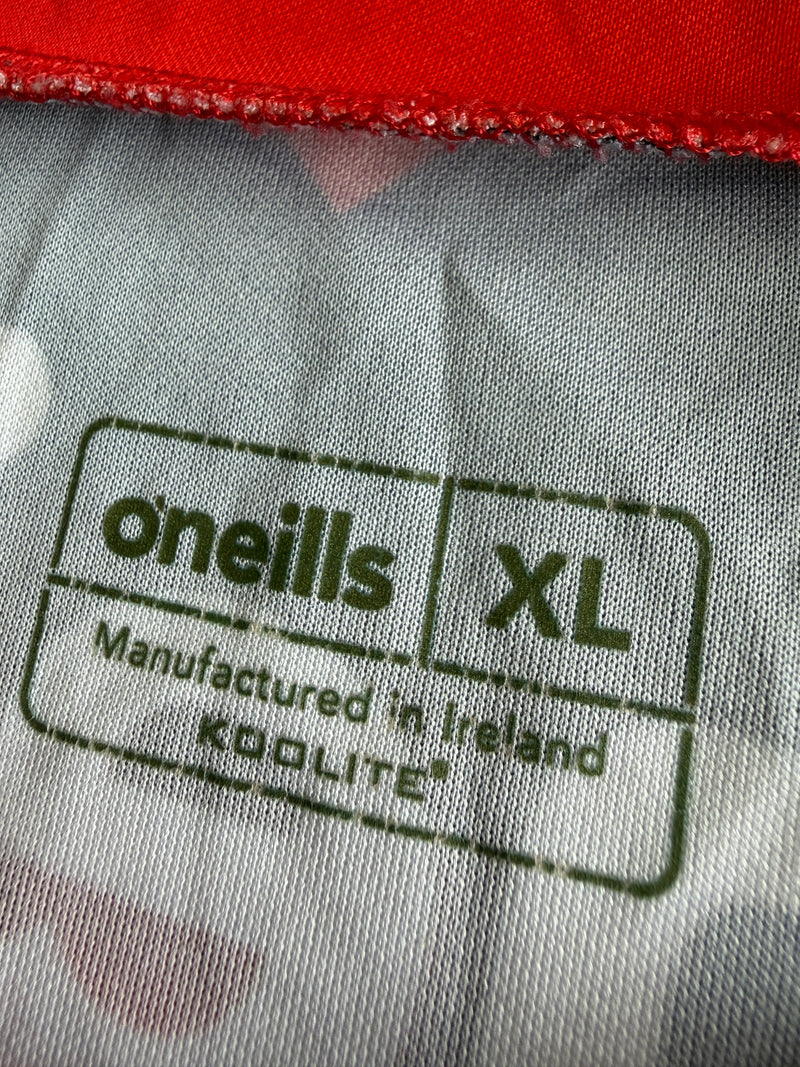 o'neills
XL
Manufactured in Ireland
KOOLITE®